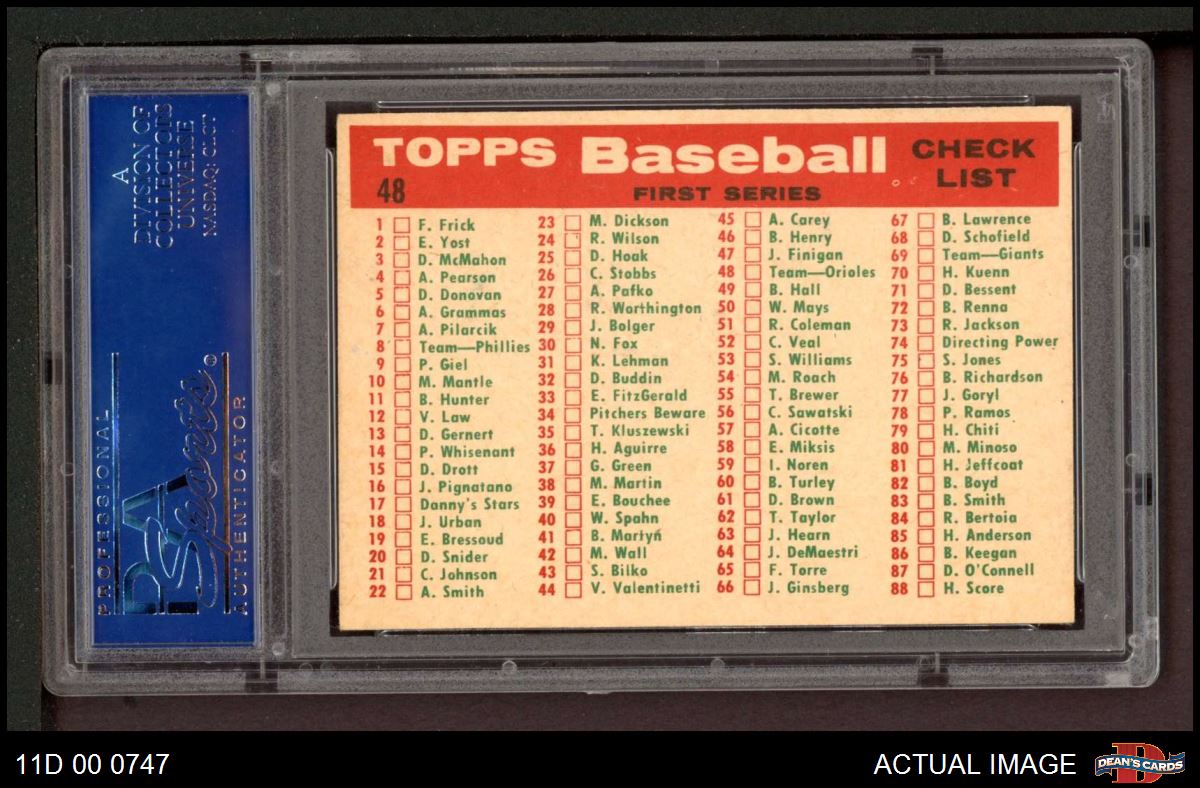 A
DIVISION OF
COLLECTORS
UNIVERSE
NASDAQ: CLCT
PROFESSIONAL
PSA
Sports
AUTHENTICATOR
TOPPS Baseball CHECK LIST
48 FIRST SERIES
1 F. Frick
2 E. Yost
3 D. McMahon
4 A. Pearson
5 D. Donovan
6 A. Grammas
7 A. Pilarcik
8 Team—Phillies
9 P. Giel
10 M. Mantle
11 B. Hunter
12 V. Law
13 D. Gernert
14 P. Whisenant
15 D. Drott
16 J. Pignatano
17 Danny's Stars
18 J. Urban
19 E. Bressoud
20 D. Snider
21 C. Johnson
22 A. Smith
23 M. Dickson
24 R. Wilson
25 D. Hoak
26 C. Stobbs
27 A. Pafko
28 R. Worthington
29 J. Bolger
30 N. Fox
31 K. Lehman
32 D. Buddin
33 E. FitzGerald
34 Pitchers Beware
35 T. Kluszewski
36 H. Aguirre
37 G. Green
38 M. Martin
39 E. Bouchee
40 W. Spahn
41 B. Martyn
42 M. Wall
43 S. Bilko
44 V. Valentinetti
45 A. Carey
46 B. Henry
47 J. Finigan
48 Team—Orioles
49 B. Hall
50 W. Mays
51 R. Coleman
52 C. Veal
53 S. Williams
54 M. Roach
55 T. Brewer
56 C. Sawatski
57 A. Cicotte
58 E. Miksis
59 I. Noren
60 B. Turley
61 D. Brown
62 T. Taylor
63 J. Hearn
64 J. DeMaestri
65 F. Torre
66 J. Ginsberg
67 B. Lawrence
68 D. Schofield
69 Team—Giants
70 H. Kuenn
71 D. Bessent
72 B. Renna
73 R. Jackson
74 Directing Power
75 S. Jones
76 B. Richardson
77 J. Goryl
78 P. Ramos
79 H. Chiti
80 M. Minoso
81 H. Jeffcoat
82 B. Boyd
83 B. Smith
84 R. Bertoia
85 H. Anderson
86 B. Keegan
87 D. O'Connell
88 H. Score
11D 00 0747
ACTUAL IMAGE
D
DEAN'S CARDS